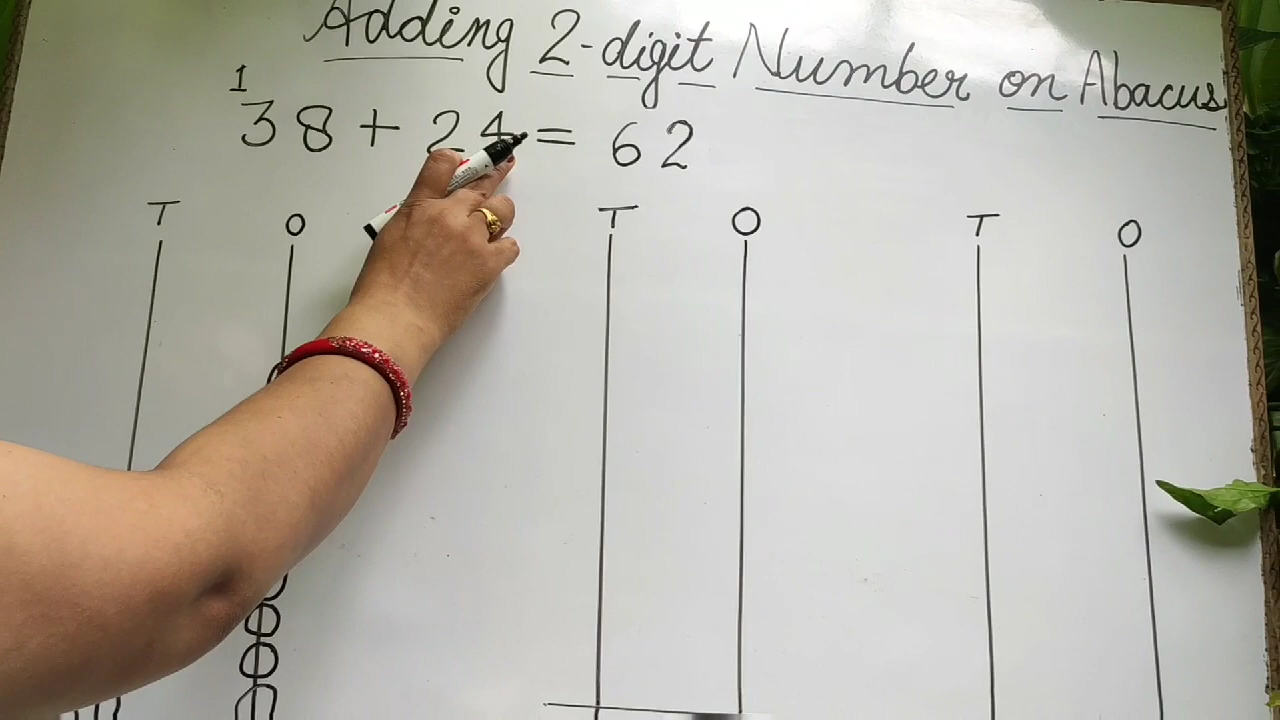 Adding 2-digit Number on Abacus
1
38 + 24 = 62
T O T O T O